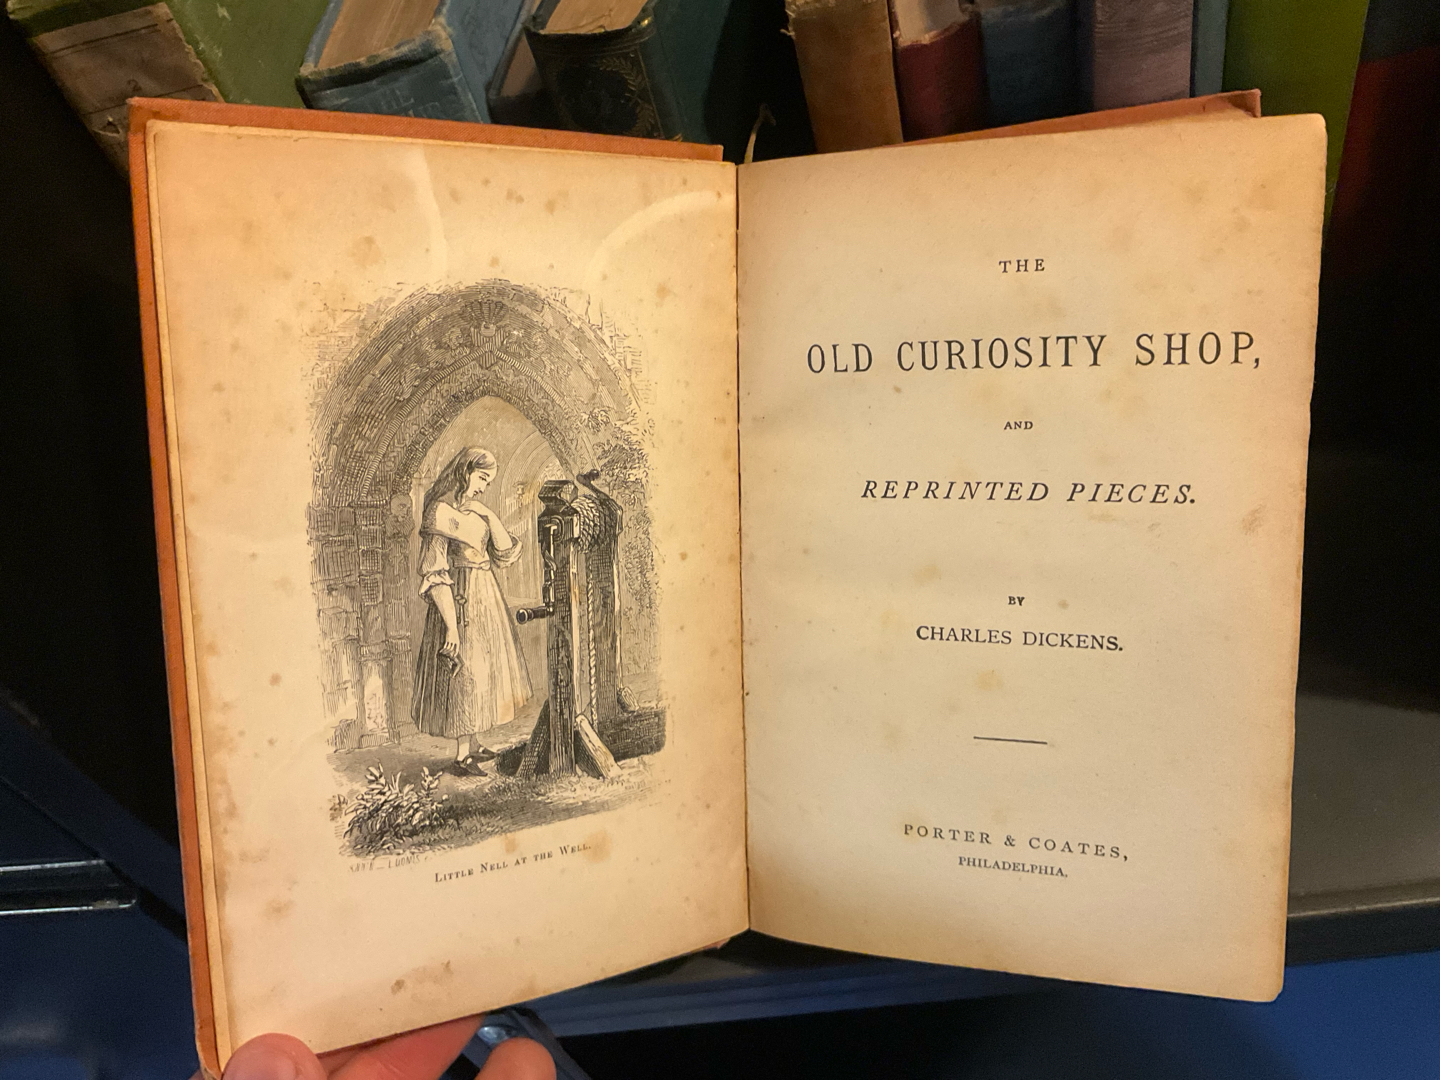 LITTLE NELL AT THE WELL.
THE
OLD CURIOSITY SHOP,
AND
REPRINTED PIECES.
BY
CHARLES DICKENS.
PORTER & COATES,
PHILADELPHIA.